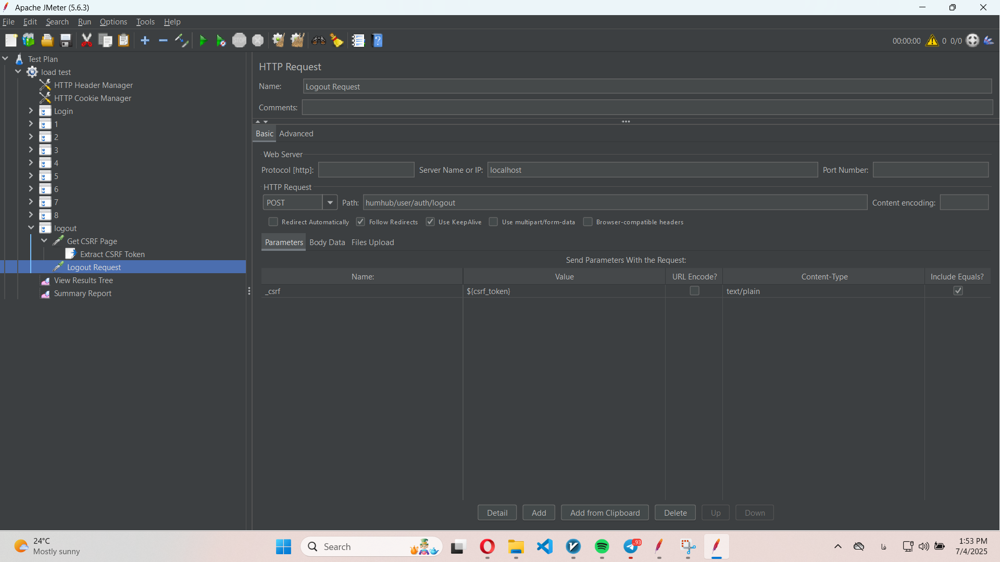 Apache JMeter (5.6.3)
File Edit Search Run Options Tools Help
STOP
00:00:00 0 0/0
Test Plan
load test
HTTP Header Manager
HTTP Cookie Manager
Login
1
2
3
4
5
6
7
8
logout
Get CSRF Page
Extract CSRF Token
Logout Request
View Results Tree
Summary Report
HTTP Request
Name: Logout Request
Comments:
Basic Advanced
Web Server
Protocol [http]: Server Name or IP: localhost Port Number:
HTTP Request
POST Path: humhub/user/auth/logout Content encoding:
Redirect Automatically Follow Redirects Use KeepAlive Use multipart/form-data Browser-compatible headers
Parameters Body Data Files Upload
Send Parameters With the Request:
Name: Value URL Encode? Content-Type Include Equals?
_csrf ${csrf_token} text/plain
Detail Add Add from Clipboard Delete Up Down
24°C
Mostly sunny
Search
93
فا
1:53 PM
7/4/2025